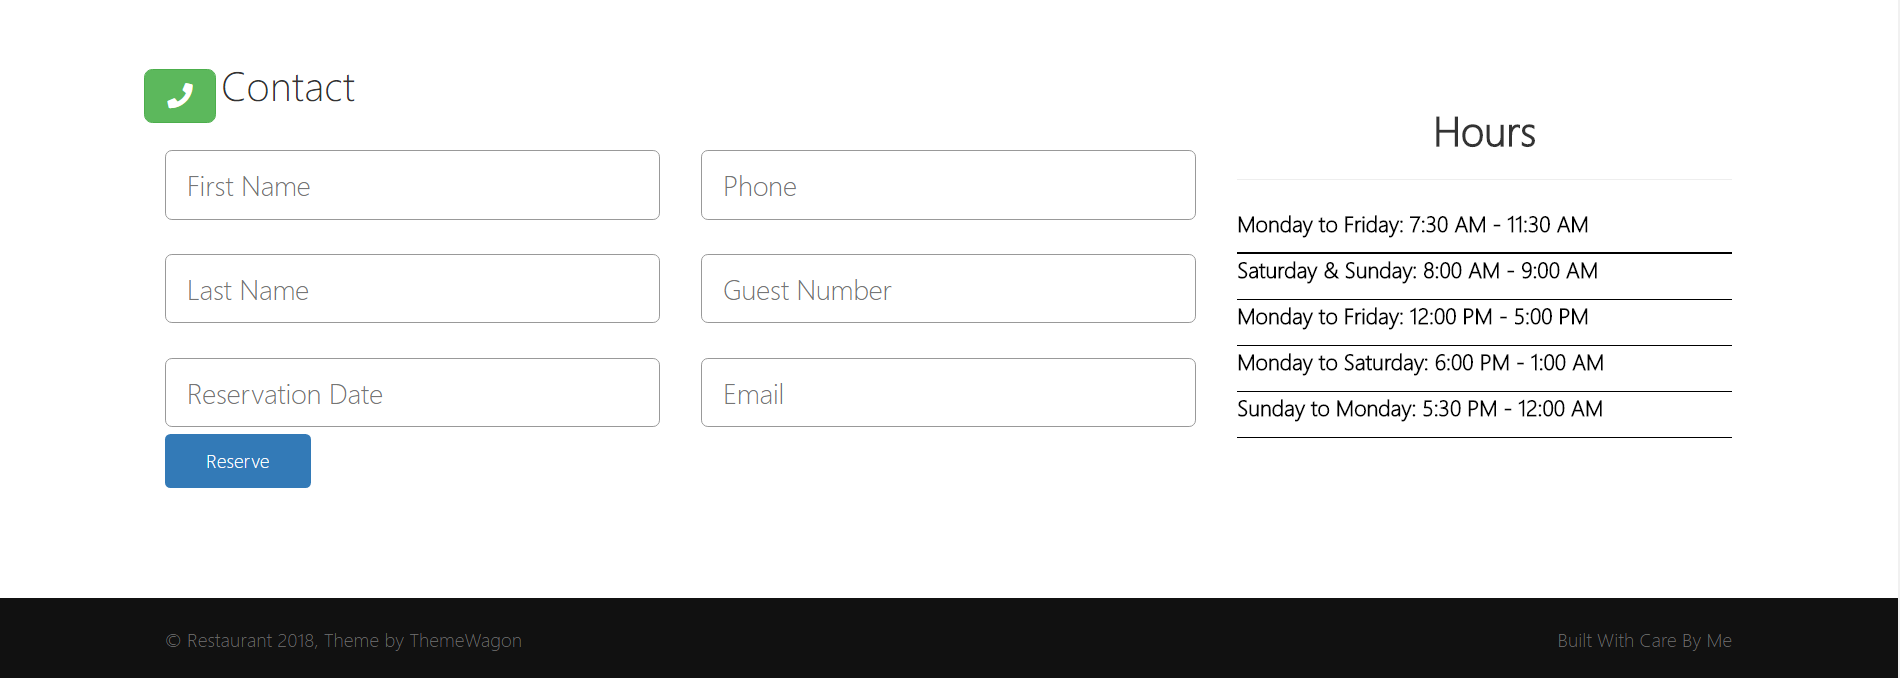 Contact
First Name
Phone
Last Name
Guest Number
Reservation Date
Email
Reserve
Hours
Monday to Friday: 7:30 AM - 11:30 AM
Saturday & Sunday: 8:00 AM - 9:00 AM
Monday to Friday: 12:00 PM - 5:00 PM
Monday to Saturday: 6:00 PM - 1:00 AM
Sunday to Monday: 5:30 PM - 12:00 AM
© Restaurant 2018, Theme by ThemeWagon
Built With Care By Me